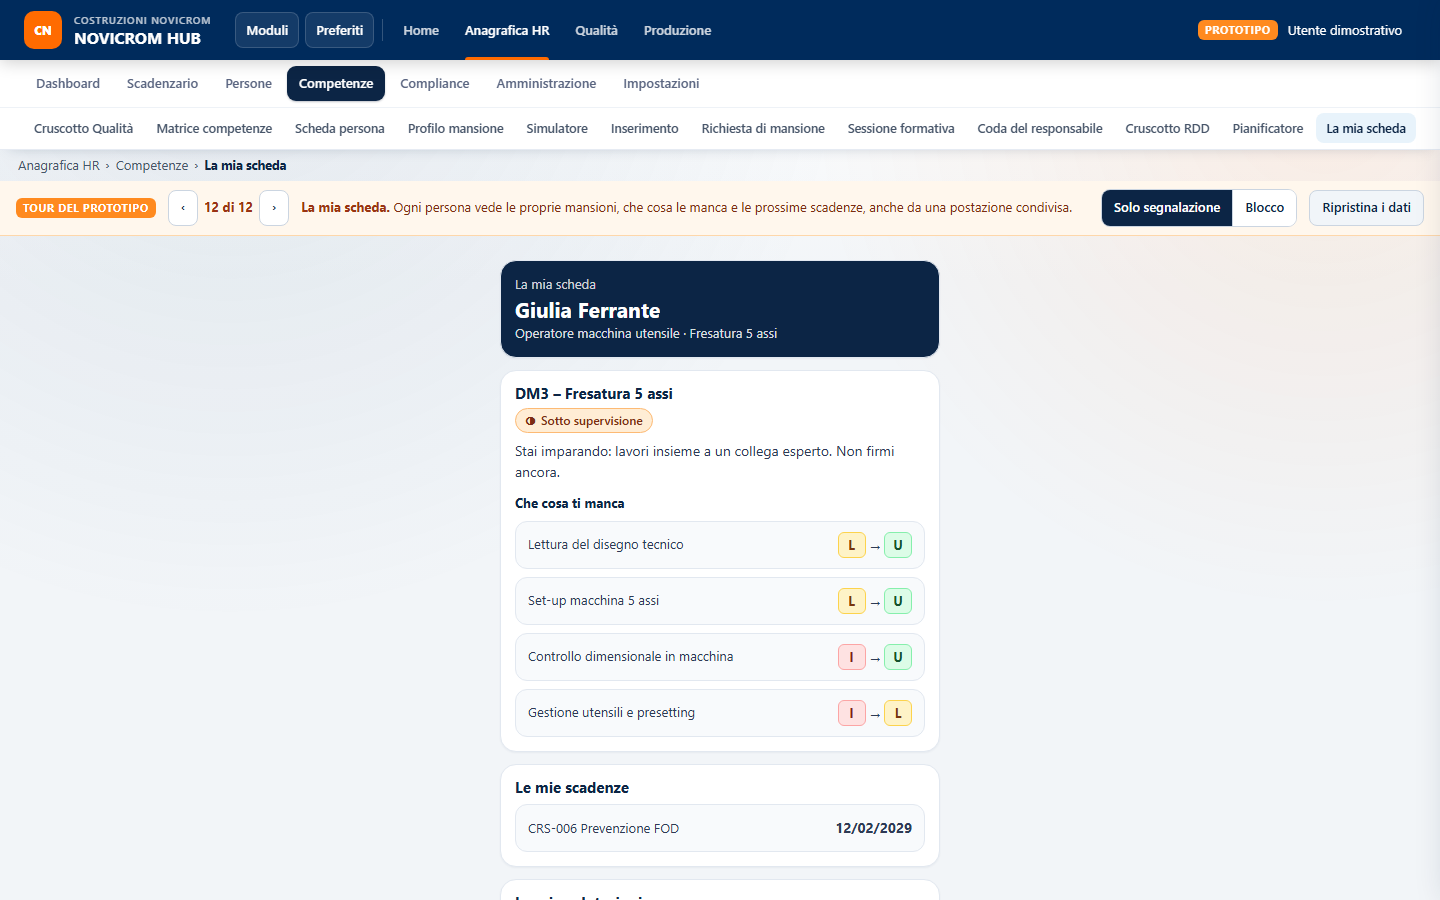 CN
COSTRUZIONI NOVICROM
NOVICROM HUB
Moduli
Preferiti
Home
Anagrafica HR
Qualità
Produzione
PROTOTIPO
Utente dimostrativo
Dashboard
Scadenzario
Persone
Competenze
Compliance
Amministrazione
Impostazioni
Cruscotto Qualità
Matrice competenze
Scheda persona
Profilo mansione
Simulatore
Inserimento
Richiesta di mansione
Sessione formativa
Coda del responsabile
Cruscotto RDD
Pianificatore
La mia scheda
Anagrafica HR › Competenze › La mia scheda
TOUR DEL PROTOTIPO
‹ 12 di 12 ›
La mia scheda. Ogni persona vede le proprie mansioni, che cosa le manca e le prossime scadenze, anche da una postazione condivisa.
Solo segnalazione
Blocco
Ripristina i dati
La mia scheda
Giulia Ferrante
Operatore macchina utensile · Fresatura 5 assi
DM3 – Fresatura 5 assi
Sotto supervisione
Stai imparando: lavori insieme a un collega esperto. Non firmi
ancora.
Che cosa ti manca
Lettura del disegno tecnico L → U
Set-up macchina 5 assi L → U
Controllo dimensionale in macchina I → U
Gestione utensili e presetting I → L
Le mie scadenze
CRS-006 Prevenzione FOD 12/02/2029